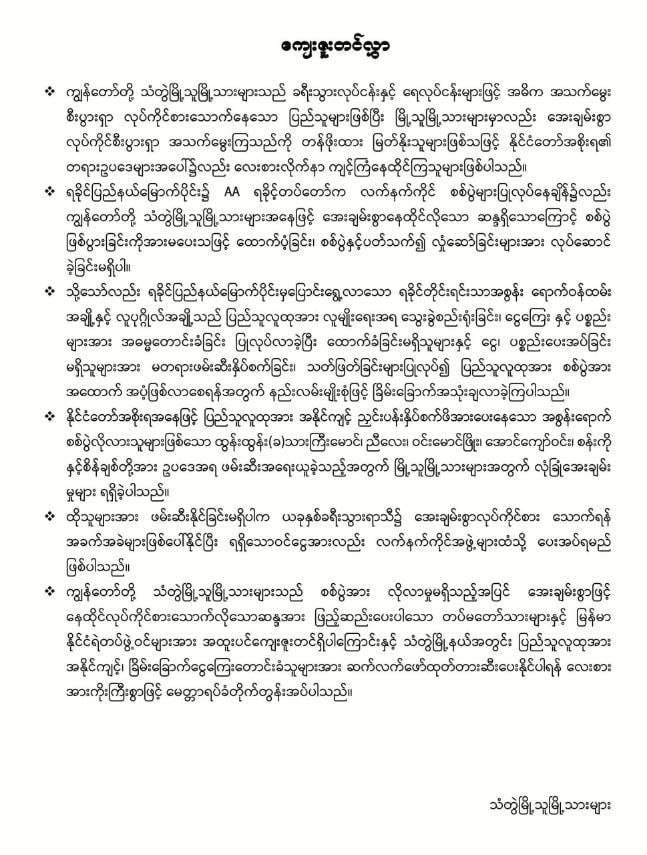 ကျေးဇူးတင်လွှာ
❖ ကျွန်တော်တို့ သံတွဲမြို့သူမြို့သားများသည် ခရီးသွားလုပ်ငန်းနှင့် ရေလုပ်ငန်းများဖြင့် အဓိက အသက်မွေး
စီးပွားရှာ လုပ်ကိုင်စားသောက်နေသော ပြည်သူများဖြစ်ပြီး မြို့သူမြို့သားများမှာလည်း အေးချမ်းစွာ
လုပ်ကိုင်စီးပွားရှာ အသက်မွေးကြသည်ကို တန်ဖိုးထား မြတ်နိုးသူများဖြစ်သဖြင့် နိုင်ငံတော်အစိုးရ၏
တရားဥပဒေများအပေါ်၌လည်း လေးစားလိုက်နာ ကျင့်ကြံနေထိုင်ကြသူများဖြစ်ပါသည်။
❖ ရခိုင်ပြည်နယ်မြောက်ပိုင်း၌ AA ရခိုင့်တပ်တော်က လက်နက်ကိုင် စစ်ပွဲများပြုလုပ်နေချိန်၌လည်း
ကျွန်တော်တို့ သံတွဲမြို့သူမြို့သားများအနေဖြင့် အေးချမ်းစွာနေထိုင်လိုသော ဆန္ဒရှိသောကြောင့် စစ်ပွဲ
ဖြစ်ပွားခြင်းကိုအားမပေးသဖြင့် ထောက်ပံ့ခြင်း၊ စစ်ပွဲနှင့်ပတ်သက်၍ လှုံ့ဆော်ခြင်းများအား လုပ်ဆောင်
ခဲ့ခြင်းမရှိပါ။
❖ သို့သော်လည်း ရခိုင်ပြည်နယ်မြောက်ပိုင်းမှပြောင်းရွှေ့လာသော ရခိုင်တိုင်းရင်းသားအစွန်း ရောက်ဝန်ထမ်း
အချို့နှင့် လူပုဂ္ဂိုလ်အချို့သည် ပြည်သူလူထုအား လူမျိုးရေးအရ သွေးခွဲစည်းရုံးခြင်း၊ ငွေကြေး နှင့် ပစ္စည်း
များအား အဓမ္မတောင်းခံခြင်း ပြုလုပ်လာခဲ့ပြီး ထောက်ခံခြင်းမရှိသူများနှင့် ငွေ၊ ပစ္စည်းပေးအပ်ခြင်း
မရှိသူများအား မတရားဖမ်းဆီးနှိပ်စက်ခြင်း၊ သတ်ဖြတ်ခြင်းများပြုလုပ်၍ ပြည်သူလူထုအား စစ်ပွဲအား
အထောက် အပံ့ဖြစ်လာစေရန်အတွက် နည်းလမ်းမျိုးစုံဖြင့် ခြိမ်းခြောက်အသုံးချလာခဲ့ကြပါသည်။
❖ နိုင်ငံတော်အစိုးရအနေဖြင့် ပြည်သူလူထုအား အနိုင်ကျင့် ညှင်းပန်းနှိပ်စက်ဖိအားပေးနေသော အစွန်းရောက်
စစ်ပွဲလိုလားသူများဖြစ်သော ထွန်းထွန်း(ခ)သားကြီးမောင်၊ ညီလေး၊ ဝင်းမောင်ဖြိုး၊ အောင်ကျော်ဝင်း၊ စန်းကို
နှင့်စိန်ချစ်တို့အား ဥပဒေအရ ဖမ်းဆီးအရေးယူခဲ့သည့်အတွက် မြို့သူမြို့သားများအတွက် လုံခြုံအေးချမ်း
မှုများ ရရှိခဲ့ပါသည်။
❖ ထိုသူများအား ဖမ်းဆီးနိုင်ခြင်းမရှိပါက ယခုနှစ်ခရီးသွားရာသီ၌ အေးချမ်းစွာလုပ်ကိုင်စား သောက်ရန်
အခက်အခဲများဖြစ်ပေါ်နိုင်ပြီး ရရှိသောဝင်ငွေအားလည်း လက်နက်ကိုင်အဖွဲ့များထံသို့ ပေးအပ်ရမည်
ဖြစ်ပါသည်။
❖ ကျွန်တော်တို့ သံတွဲမြို့သူမြို့သားများသည် စစ်ပွဲအား လိုလာမှုမရှိသည့်အပြင် အေးချမ်းစွာဖြင့်
နေထိုင်လုပ်ကိုင်စားသောက်လိုသောဆန္ဒအား ဖြည့်ဆည်းပေးပါသော တပ်မတော်သားများနှင့် မြန်မာ
နိုင်ငံရဲတပ်ဖွဲ့ဝင်များအား အထူးပင်ကျေးဇူးတင်ရှိပါကြောင်းနှင့် သံတွဲမြို့နယ်အတွင်း ပြည်သူလူထုအား
အနိုင်ကျင့်၊ ခြိမ်းခြောက်ငွေကြေးတောင်းခံသူများအား ဆက်လက်ဖော်ထုတ်တားဆီးပေးနိုင်ပါရန် လေးစား
အားကိုးကြီးစွာဖြင့် မေတ္တာရပ်ခံတိုက်တွန်းအပ်ပါသည်။
သံတွဲမြို့သူမြို့သားများ